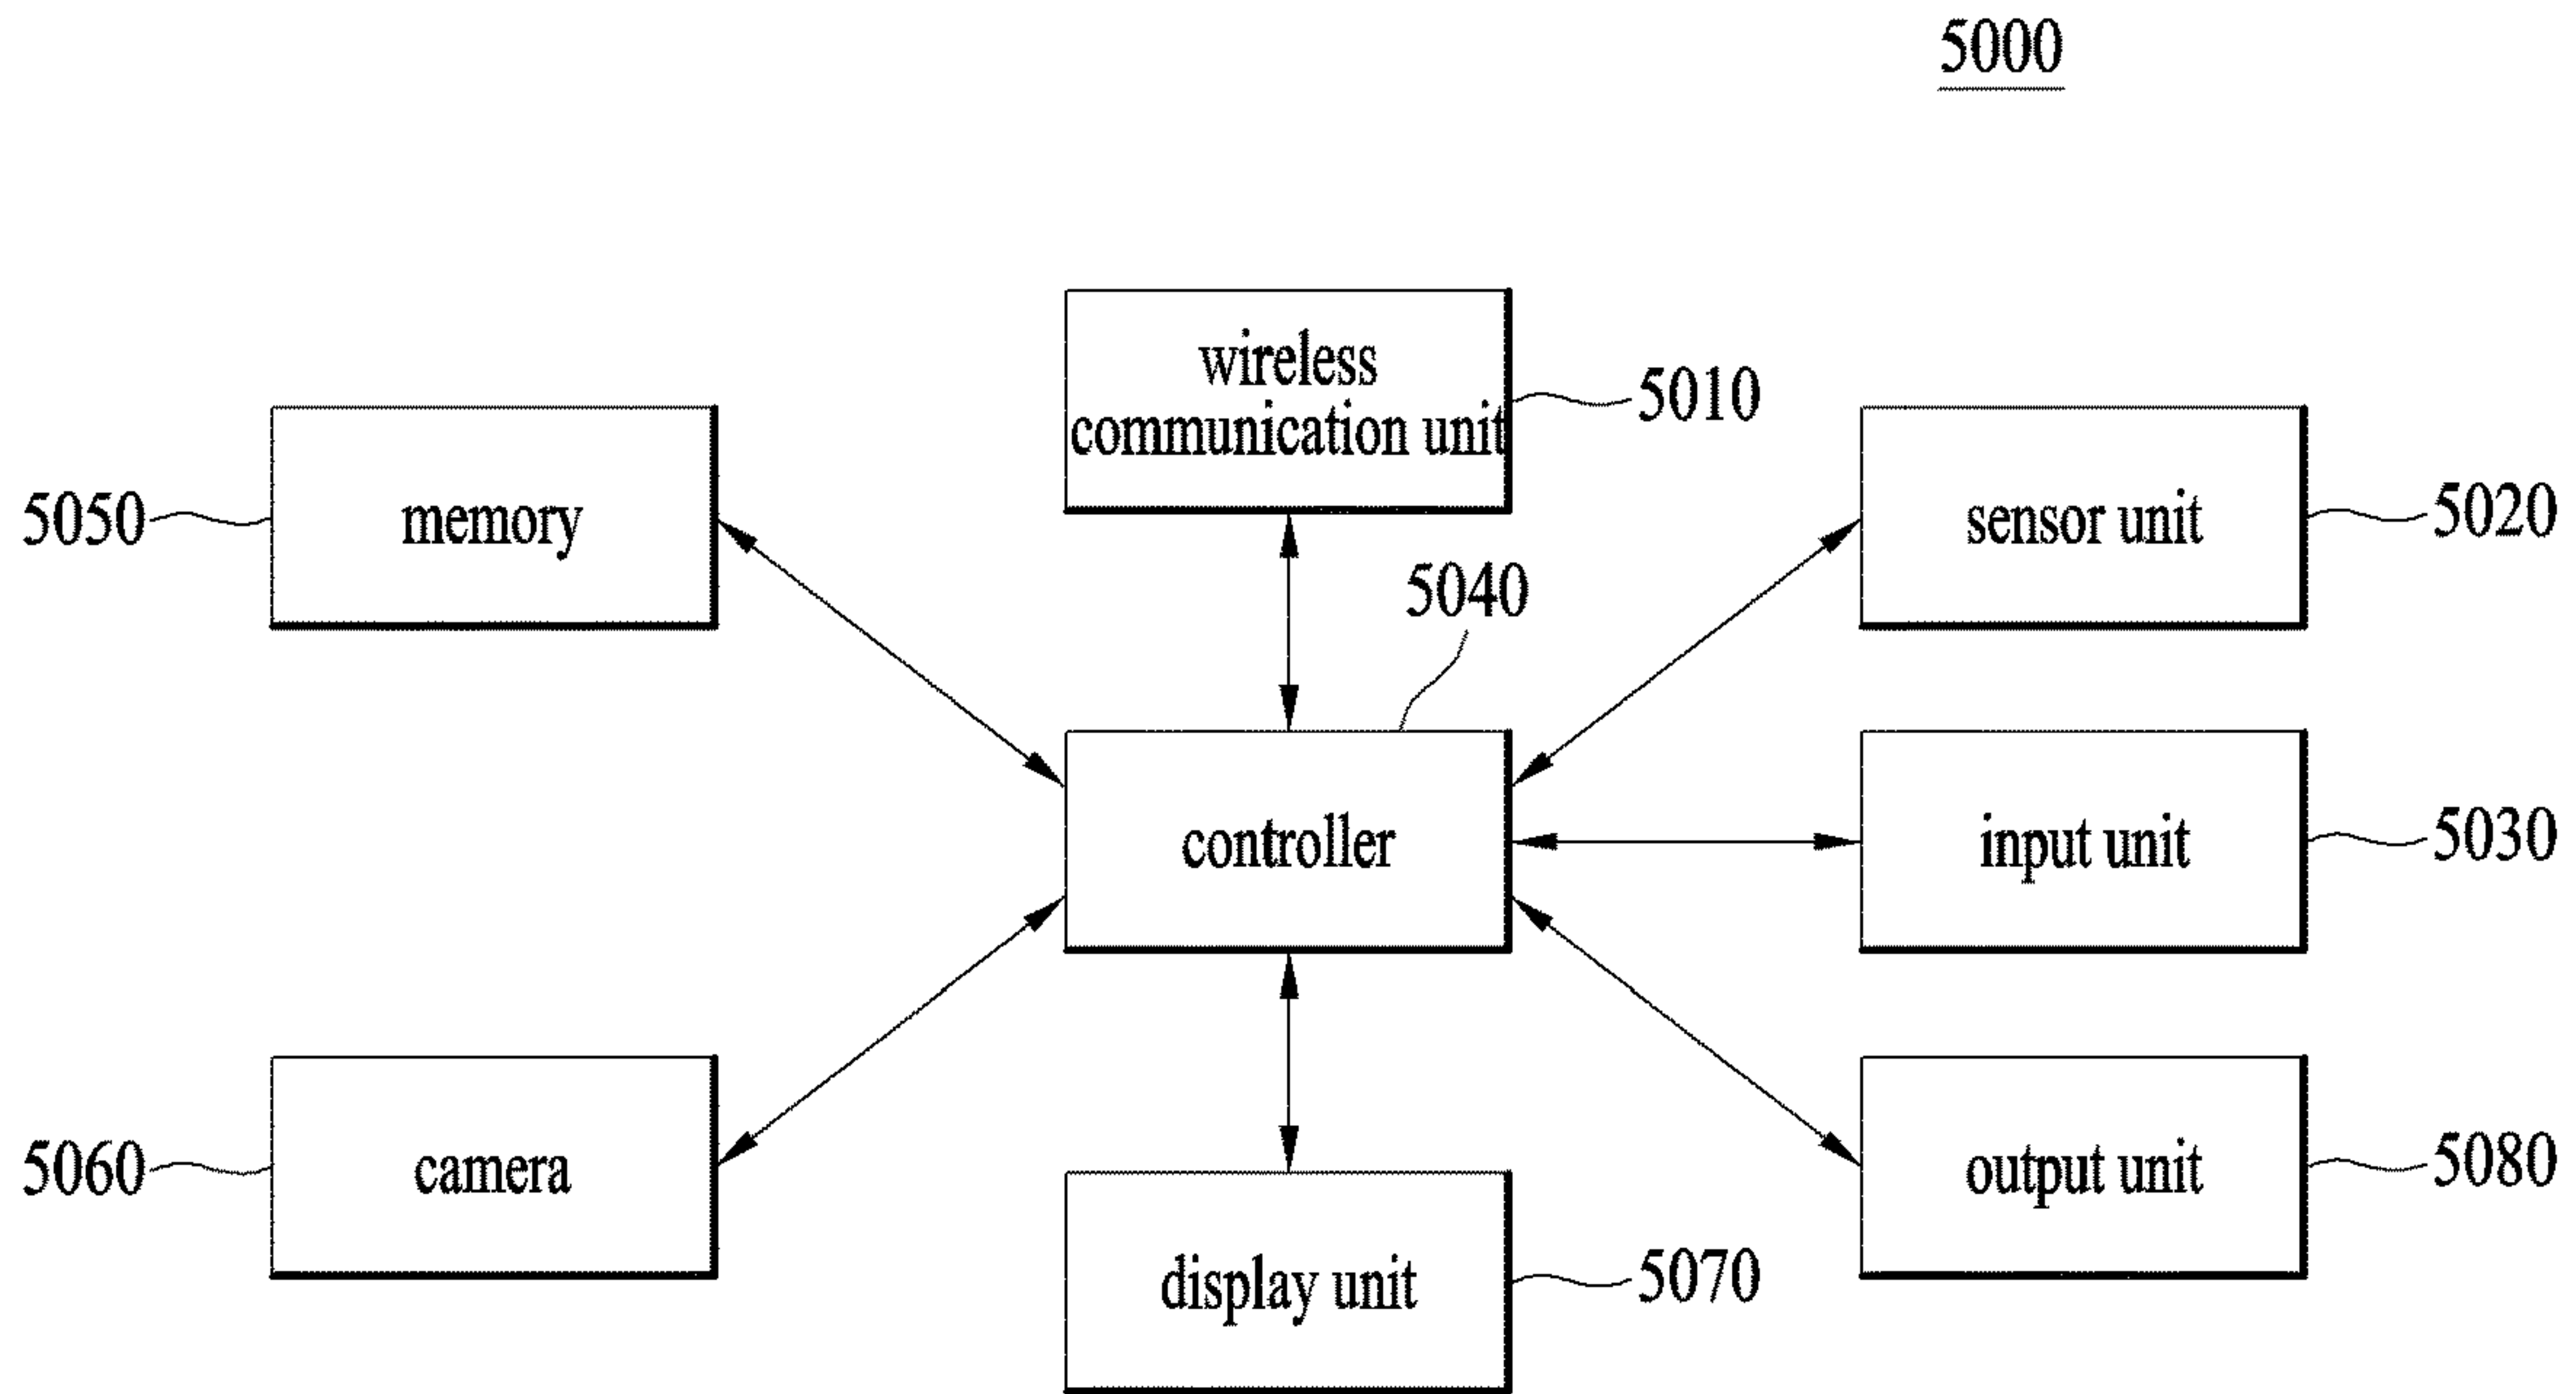 5000
wireless
communication unit
5010
memory
5050
sensor unit
5020
5040
controller
input unit
5030
camera
5060
output unit
5080
display unit
5070